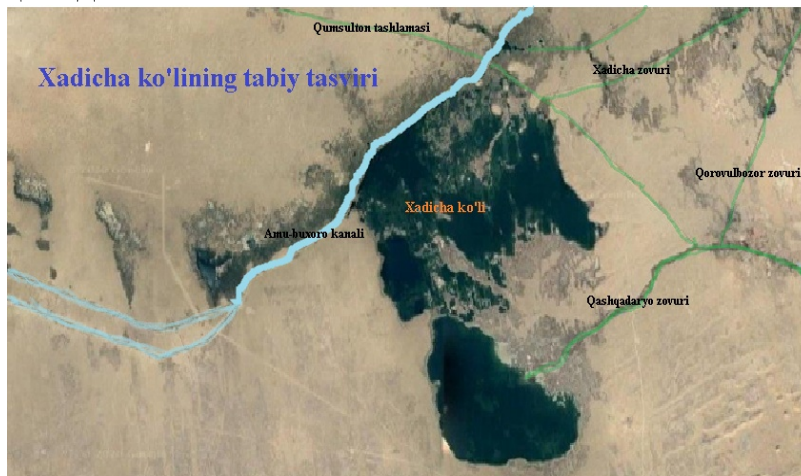 Qumsulton tashlamasi
Xadicha ko'lining tabiy tasviri
Xadicha zovuri
Qorovulbozor zovuri
Xadicha ko'li
Amu-buxoro kanali
Qashqadaryo zovuri